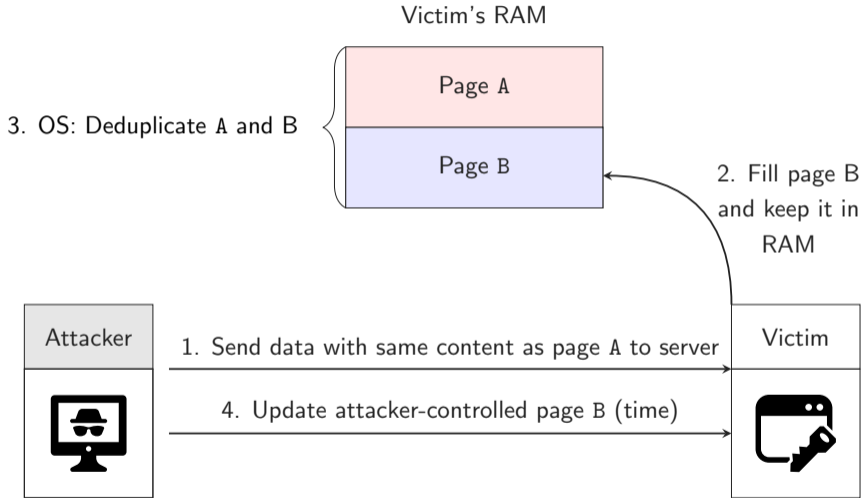 Victim's RAM
Page A
3. OS: Deduplicate A and B
Page B
2. Fill page B
and keep it in
RAM
Attacker
1. Send data with same content as page A to server
Victim
4. Update attacker-controlled page B (time)